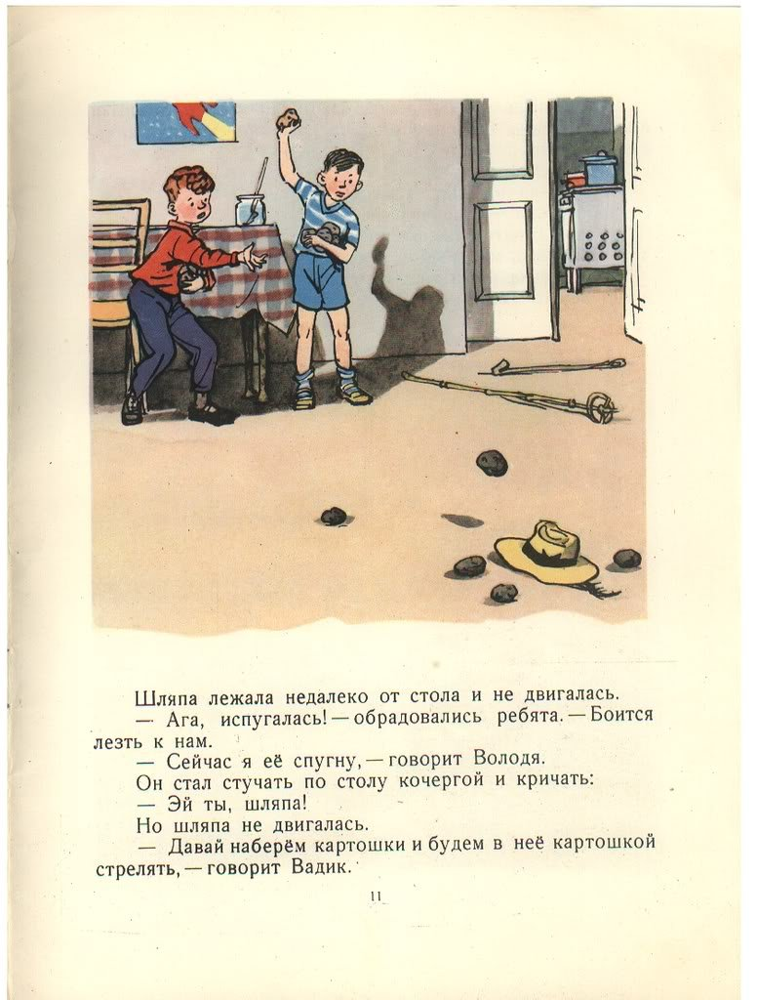 Шляпа лежала недалеко от стола и не двигалась.
— Ага, испугалась! — обрадовались ребята. — Боится
лезть к нам.
— Сейчас я её спугну, — говорит Володя.
Он стал стучать по столу кочергой и кричать:
— Эй ты, шляпа!
Но шляпа не двигалась.
— Давай наберём картошки и будем в неё картошкой
стрелять, — говорит Вадик.
11